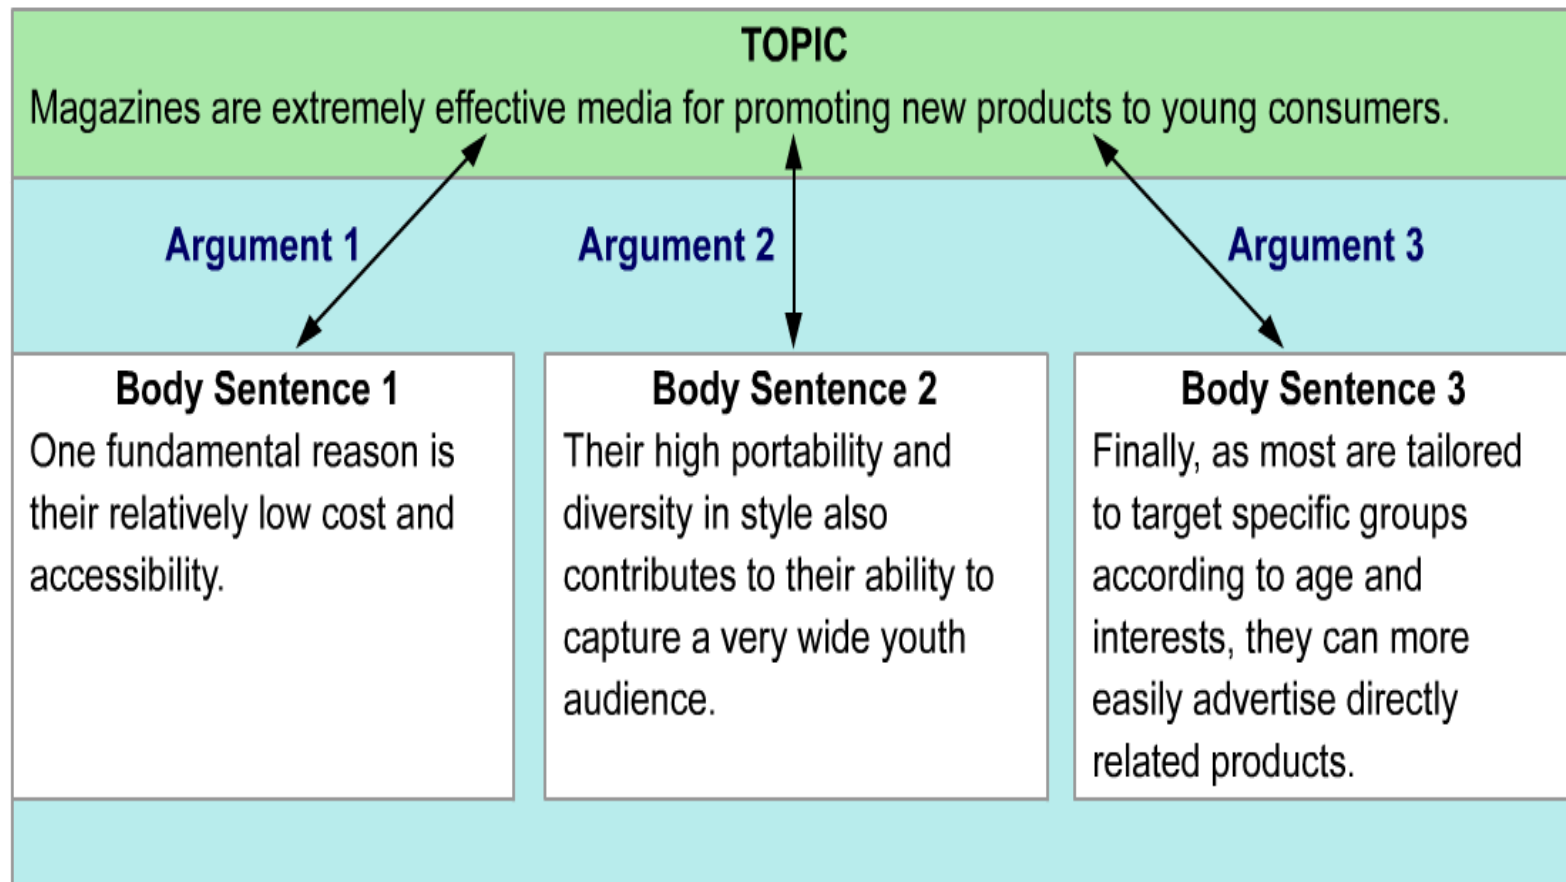 TOPIC
Magazines are extremely effective media for promoting new products to young consumers.
Argument 1
Argument 2
Argument 3
Body Sentence 1
One fundamental reason is
their relatively low cost and
accessibility.
Body Sentence 2
Their high portability and
diversity in style also
contributes to their ability to
capture a very wide youth
audience.
Body Sentence 3
Finally, as most are tailored
to target specific groups
according to age and
interests, they can more
easily advertise directly
related products.